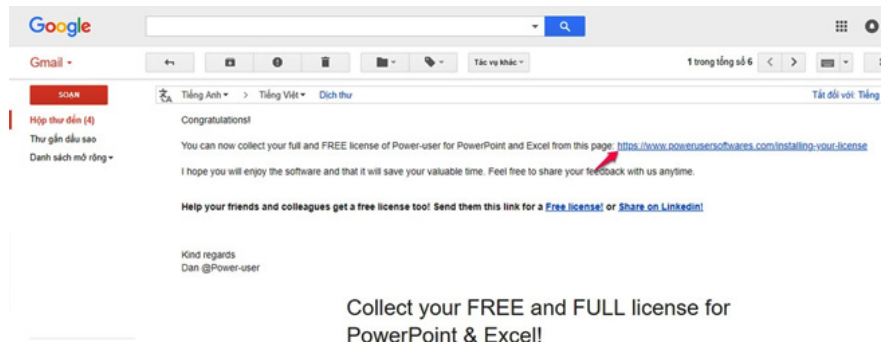 Google
Gmail
Tác vụ khác
1 trong tổng số 6
SOẠN
Tiếng Anh > Tiếng Việt Dịch thư
Tắt đối với: Tiếng
Hộp thư đến (4)
Thư gắn dấu sao
Danh sách mở rộng
Congratulations!
You can now collect your full and FREE license of Power-user for PowerPoint and Excel from this page: https://www.powerusersoftwares.com/installing-your-license
I hope you will enjoy the software and that it will save your valuable time. Feel free to share your feedback with us anytime.
Help your friends and colleagues get a free license too! Send them this link for a Free license! or Share on Linkedin!
Kind regards
Dan @Power-user
Collect your FREE and FULL license for
PowerPoint & Excel!